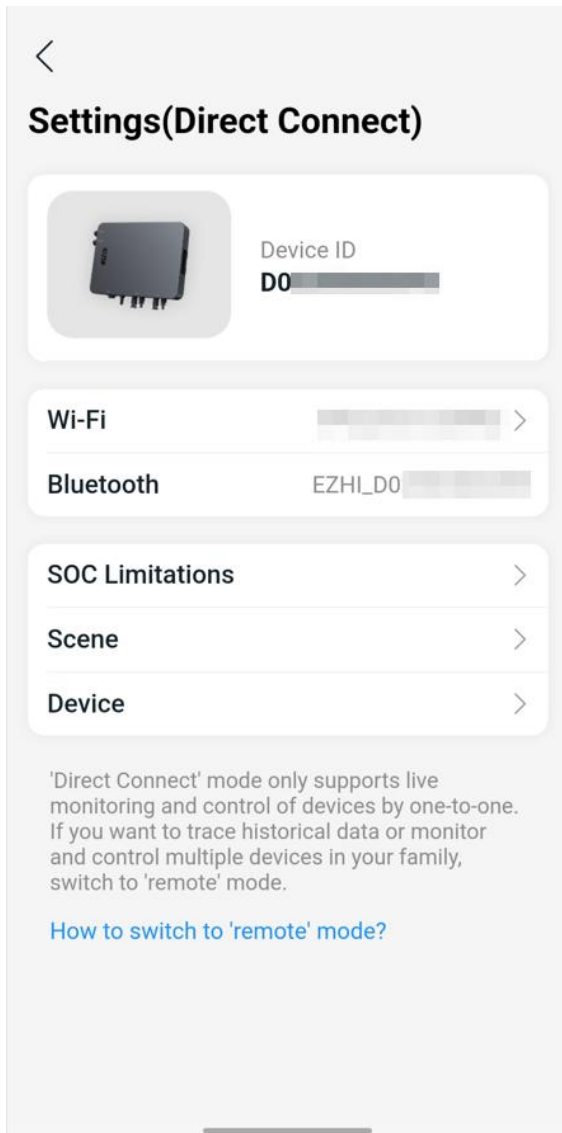 Settings(Direct Connect)
Device ID
D0
Wi-Fi
Bluetooth EZHI_D0
SOC Limitations
Scene
Device
'Direct Connect' mode only supports live
monitoring and control of devices by one-to-one.
If you want to trace historical data or monitor
and control multiple devices in your family,
switch to 'remote' mode.
How to switch to 'remote' mode?